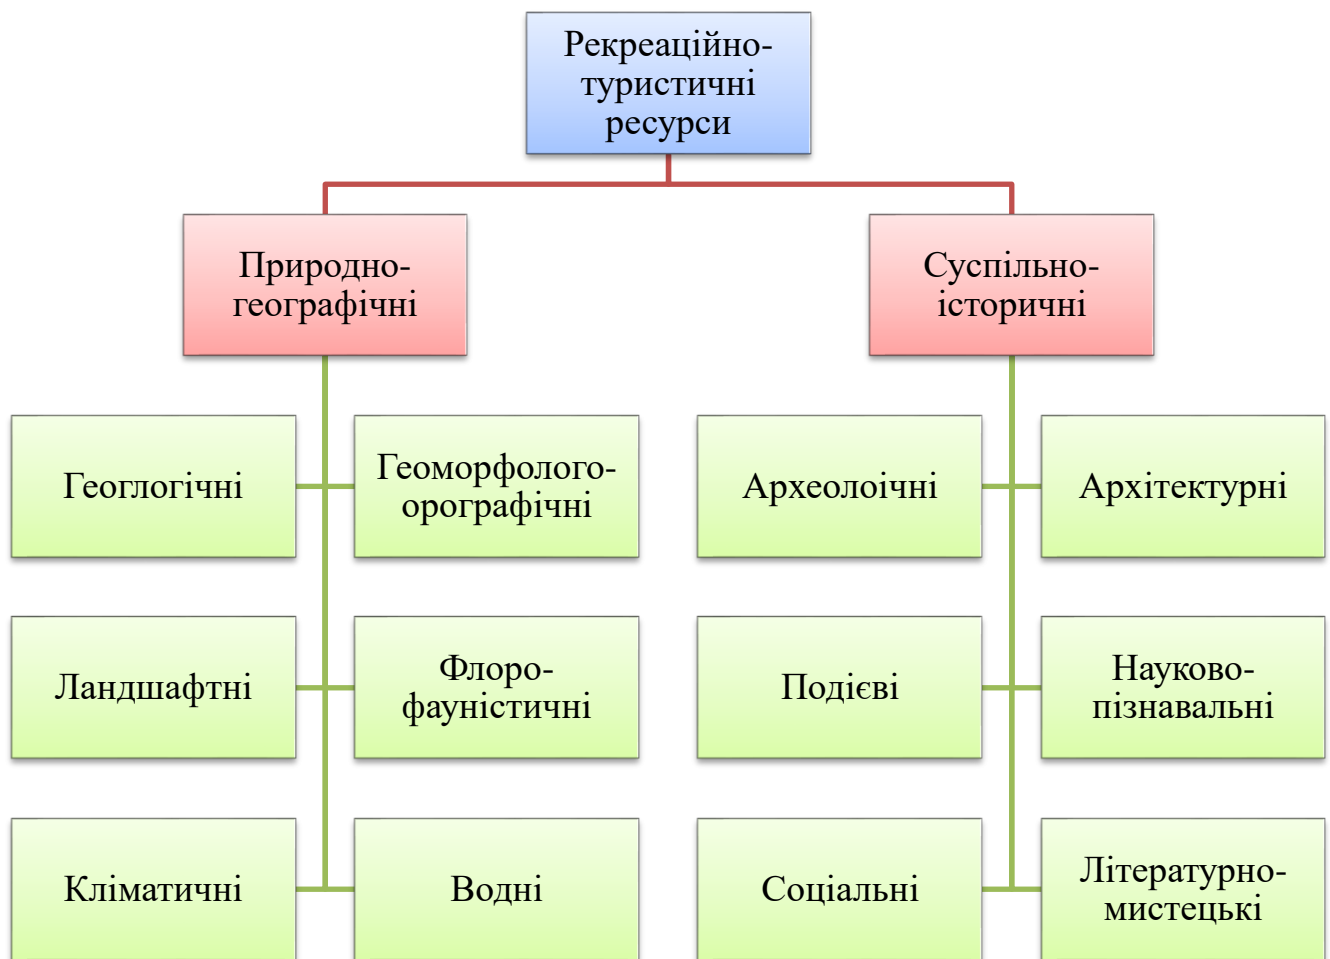 Рекреаційно-
туристичні
ресурси
Природно-
географічні
Суспільно-
історичні
Геоглогічні
Геоморфолого-
орографічні
Археолоічні
Архітектурні
Ландшафтні
Флоро-
фауністичні
Подієві
Науково-
пізнавальні
Кліматичні
Водні
Соціальні
Літературно-
мистецькі